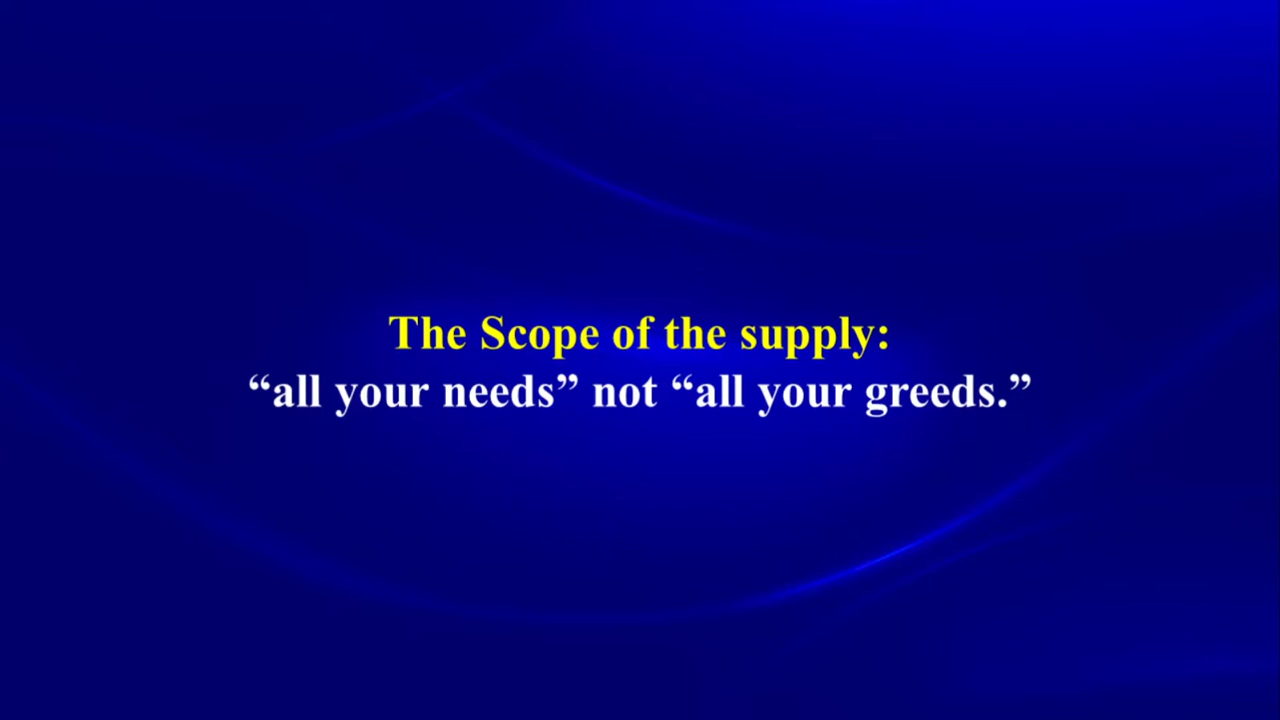 The Scope of the supply:
“all your needs” not “all your greeds.”